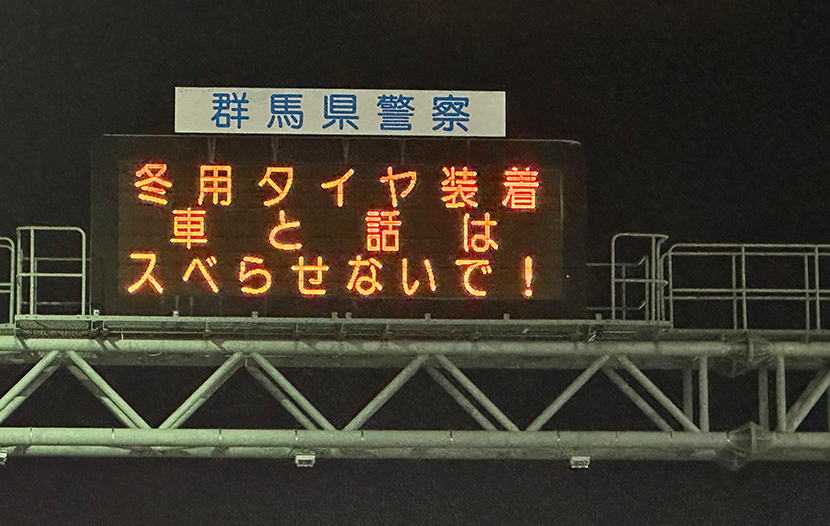 群馬県警察
冬用タイヤ装着
車と話は
スベらせないで!